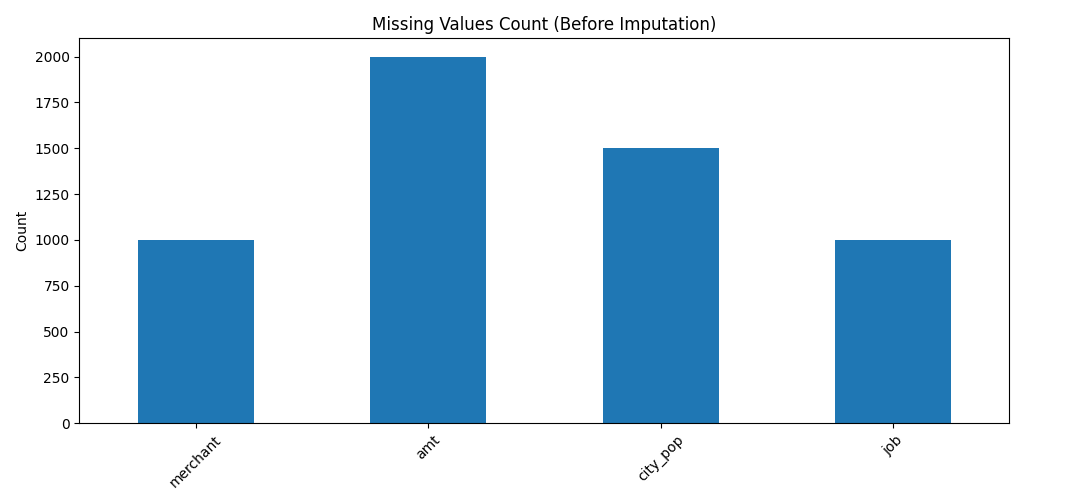 Missing Values Count (Before Imputation)
2000
1750
1500
1250
1000
750
500
250
0
Count
merchant
amt
city_pop
job